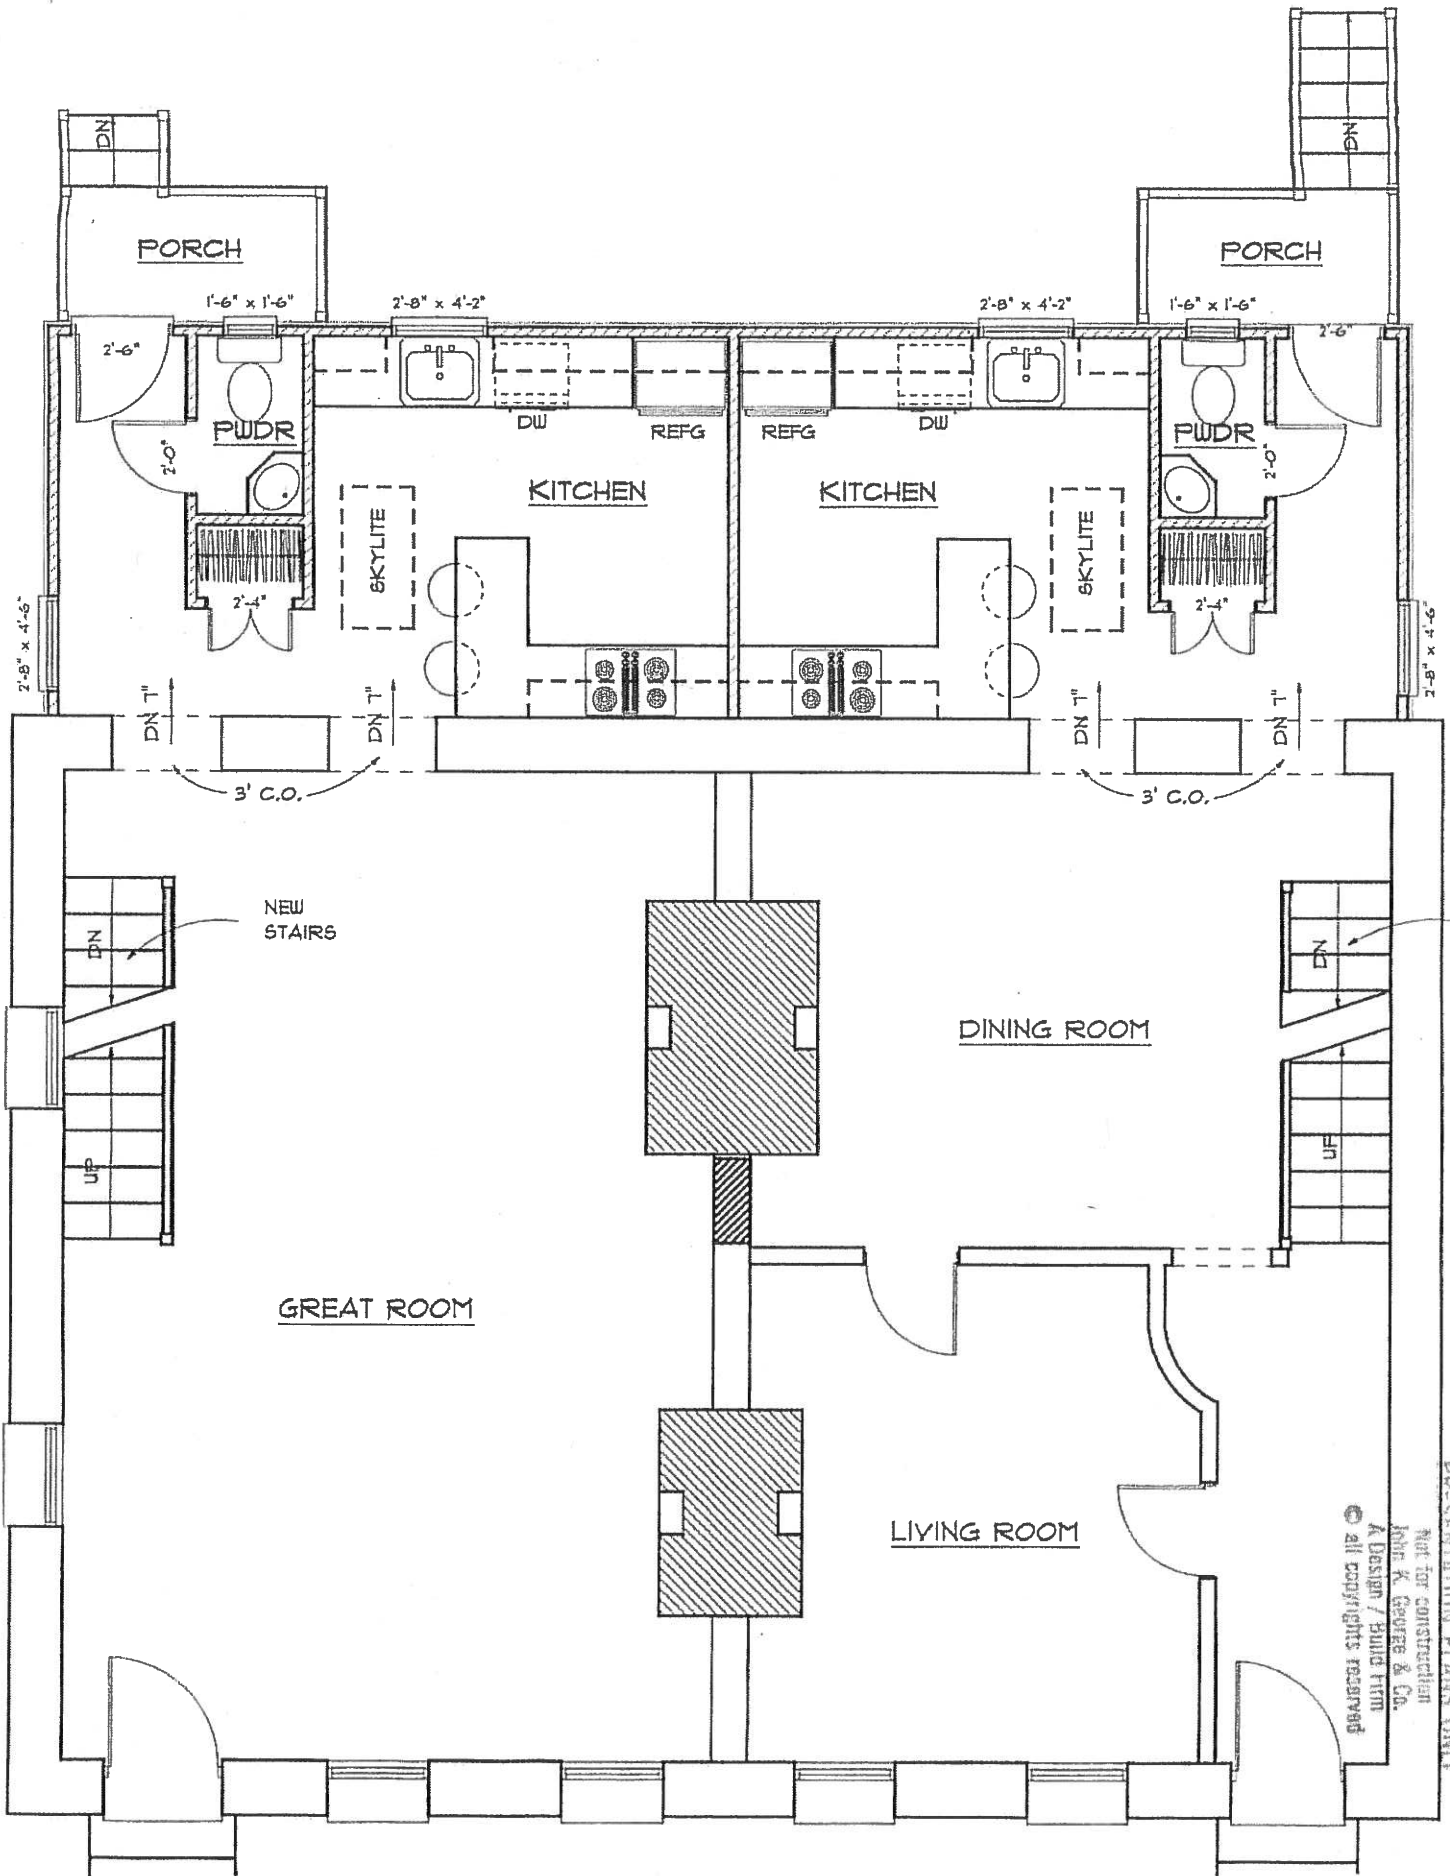 DN
DN
PORCH
PORCH
1'-6" x 1'-6"
2'-8" x 4'-2"
2'-8" x 4'-2"
1'-6" x 1'-6"
2'-6"
2'-6"
DW
REFG
REFG
DW
PWDR
PWDR
2'-0"
2'-0"
KITCHEN
KITCHEN
SKYLITE
SKYLITE
2'-4"
2'-4"
2'-8" x 4'-6"
2'-8" x 4'-6"
DN 7"
DN 7"
DN 7"
DN 7"
3' C.O.
3' C.O.
NEW
STAIRS
DN
DN
DINING ROOM
UP
UP
GREAT ROOM
LIVING ROOM
Not for construction
John K. George & Co.
A Design / Build Firm
© all copyrights reserved